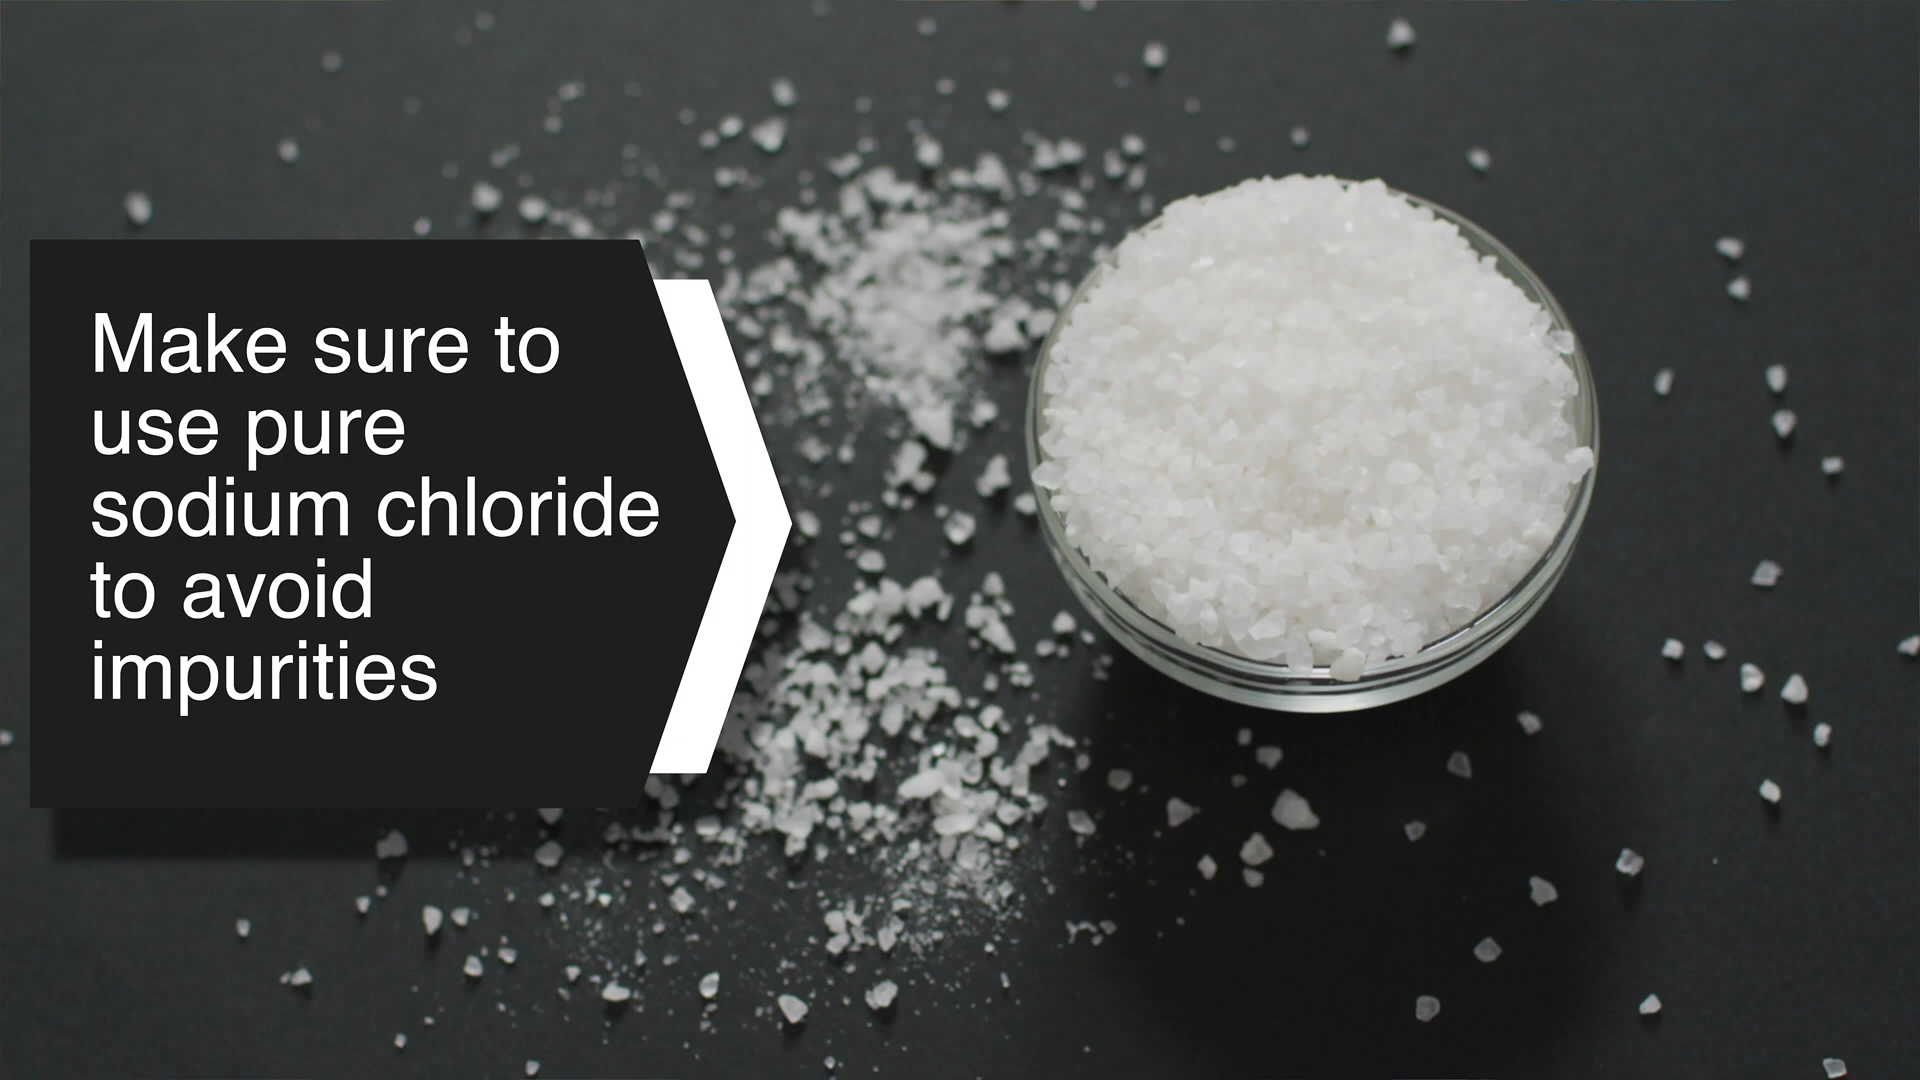 Make sure to
use pure
sodium chloride
to avoid
impurities